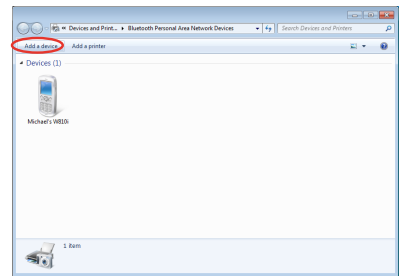 « Devices and Print... ▸ Bluetooth Personal Area Network Devices
Search Devices and Printers
Add a device
Add a printer
Devices (1)
Michael's W810i
1 item